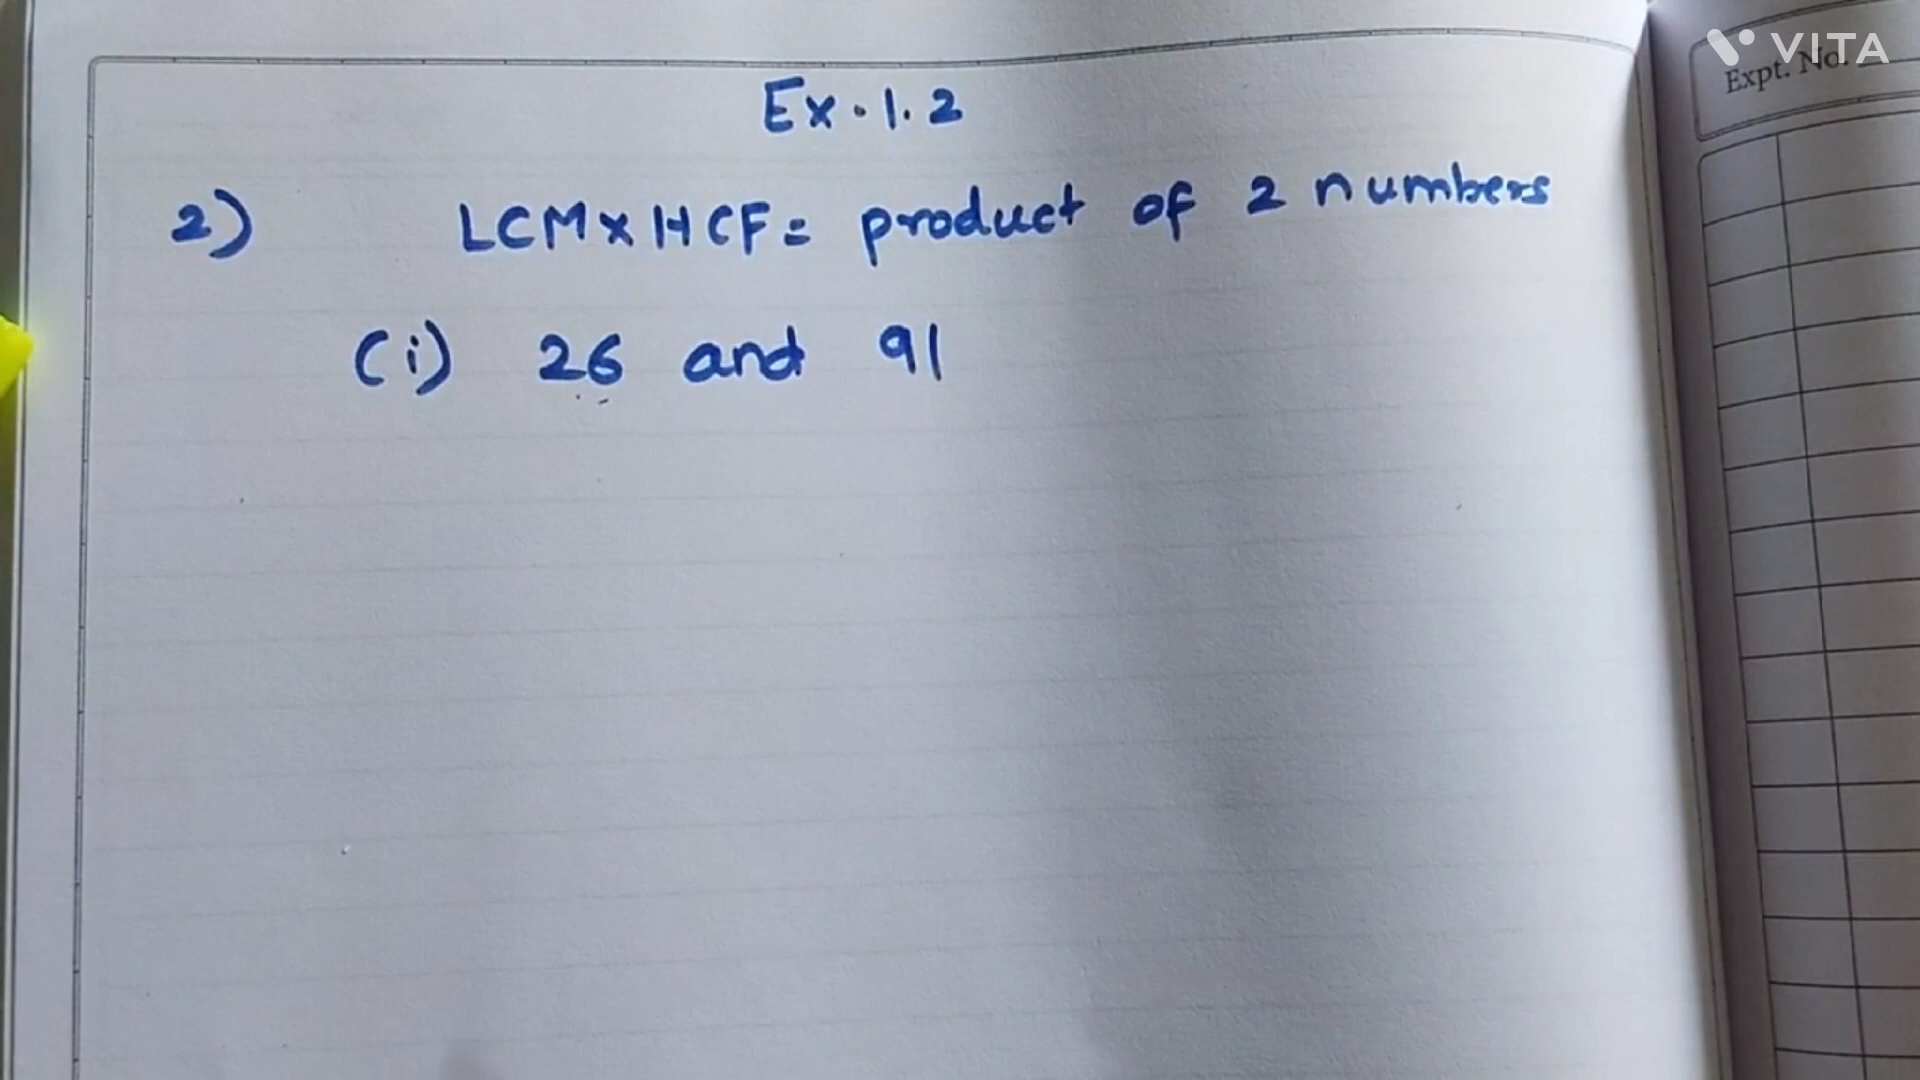 VITA
Expt. No.
Ex. 1.2
2) LCM x HCF = product of 2 numbers
(i) 26 and 91